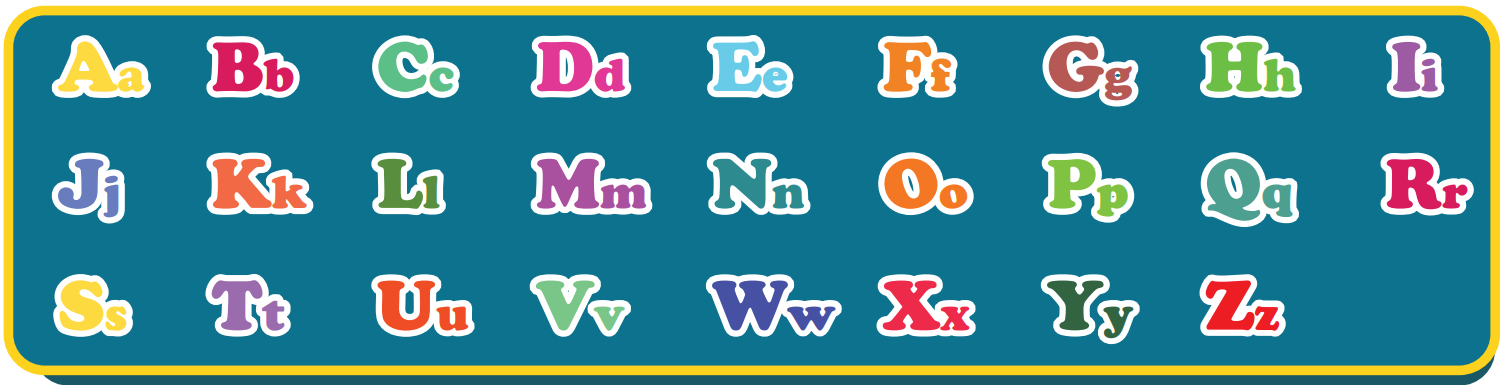 Aa Bb Cc Dd Ee Ff Gg Hh Ii
Jj Kk Ll Mm Nn Oo Pp Qq Rr
Ss Tt Uu Vv Ww Xx Yy Zz